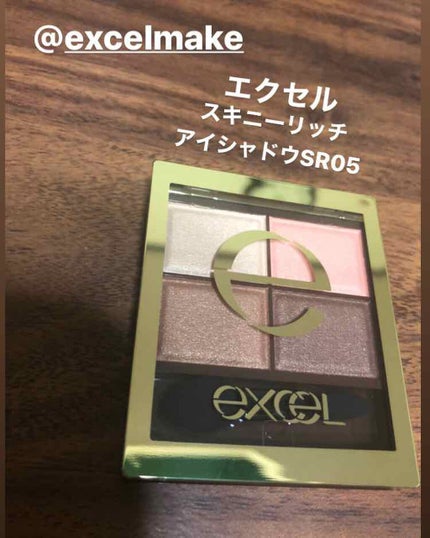 @excelmake
エクセル
スキニーリッチ
アイシャドウSR05
e
excel